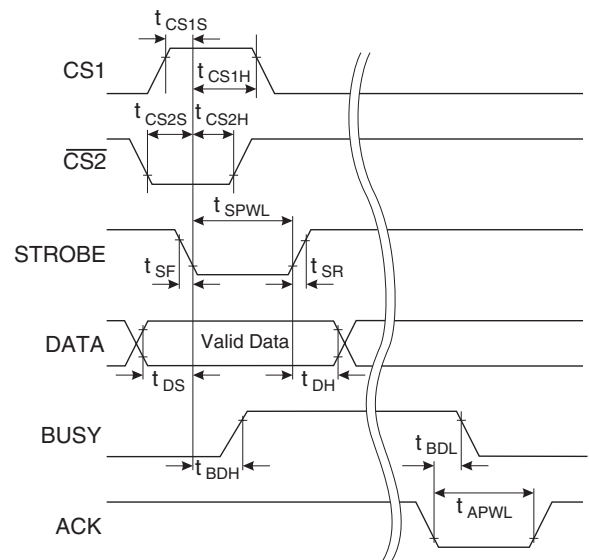 t CS1S
CS1
t CS1H
t CS2S t CS2H
CS2
t SPWL
STROBE
t SF t SR
DATA Valid Data
t DS t DH
BUSY
t BDH t BDL
ACK t APWL